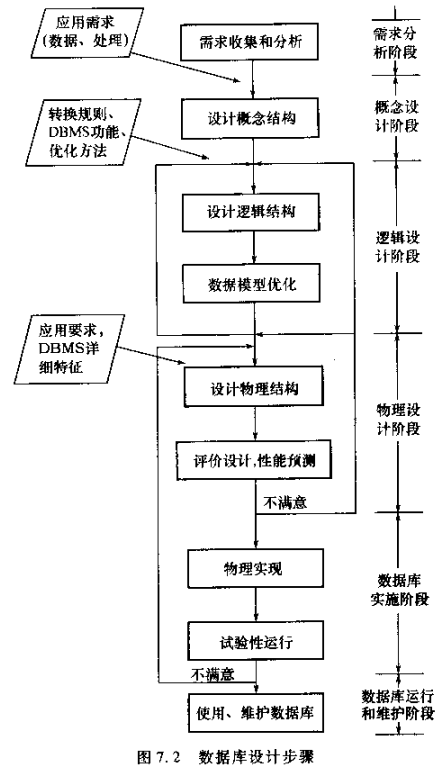 应用需求
(数据、处理)
需求收集和分析
需求分
析阶段
设计概念结构
概念设
计阶段
转换规则、
DBMS功能、
优化方法
设计逻辑结构
逻辑设
计阶段
数据模型优化
应用要求,
DBMS详
细特征
设计物理结构
物理设
计阶段
评价设计,性能预测
不满意
物理实现
数据库
实施阶段
试验性运行
不满意
使用、维护数据库
数据库运行
和维护阶段
图 7.2 数据库设计步骤